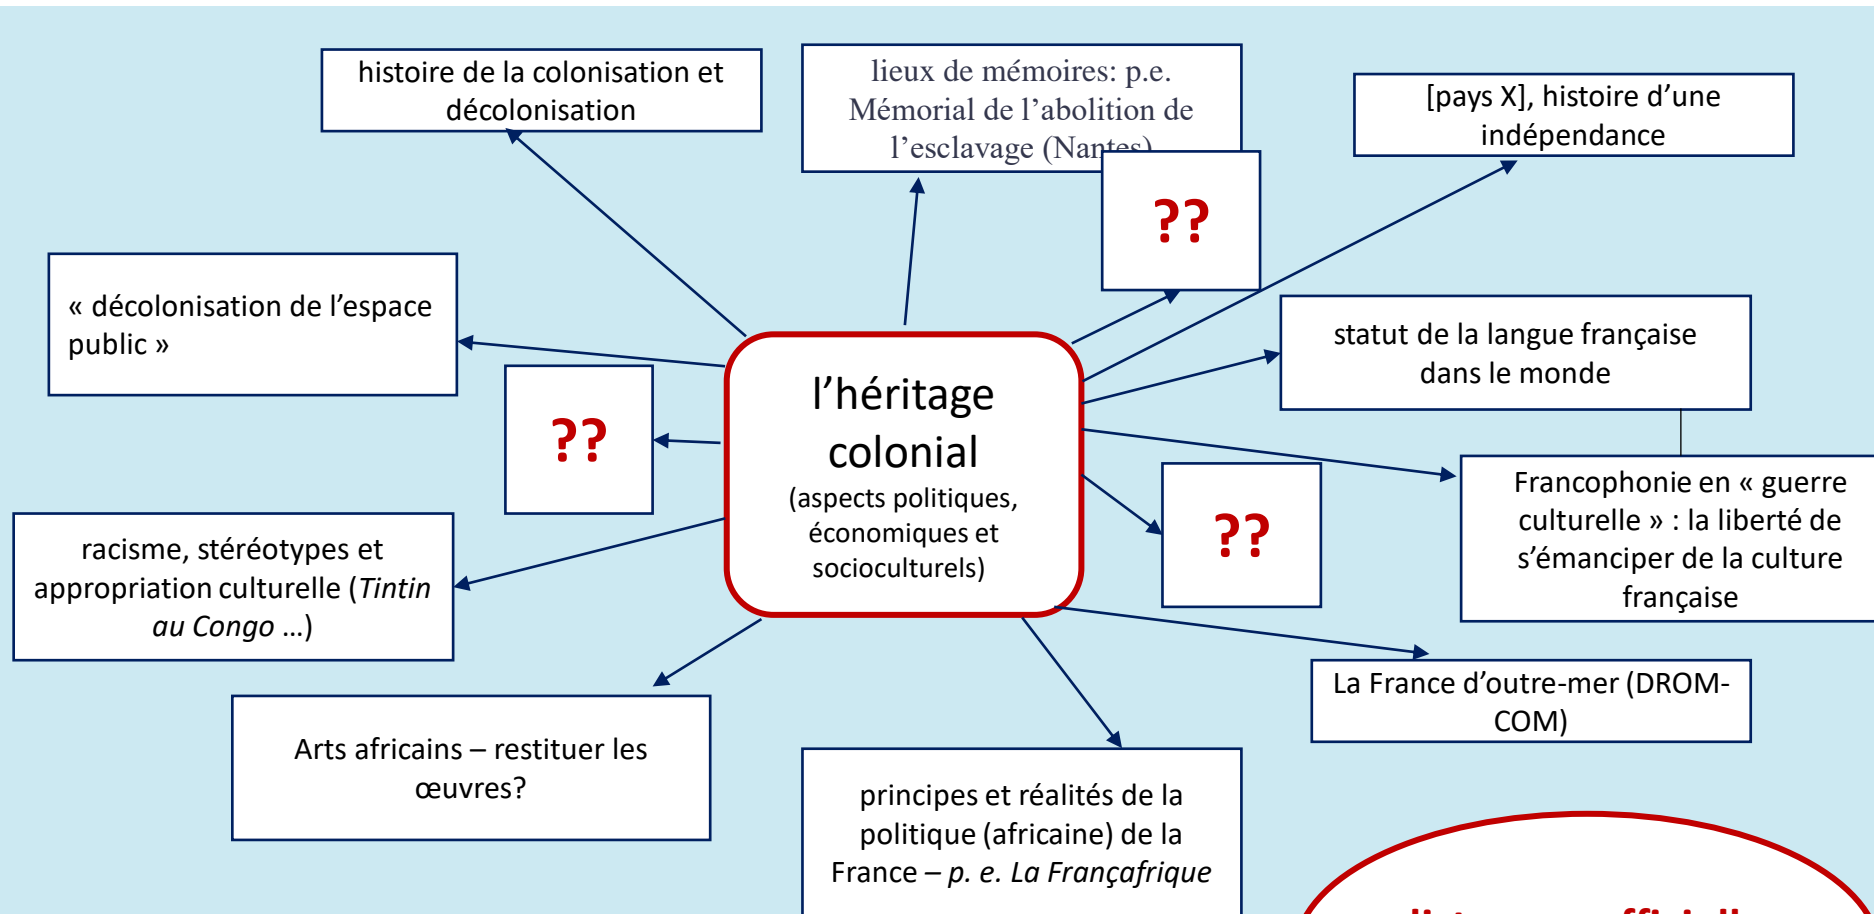 histoire de la colonisation et
décolonisation
lieux de mémoires: p.e.
Mémorial de l’abolition de
l’esclavage (Nantes)
[pays X], histoire d’une
indépendance
??
« décolonisation de l’espace
public »
statut de la langue française
dans le monde
l’héritage
colonial
(aspects politiques,
économiques et
socioculturels)
??
??
Francophonie en « guerre
culturelle » : la liberté de
s’émanciper de la culture
française
racisme, stéréotypes et
appropriation culturelle (Tintin
au Congo …)
La France d’outre-mer (DROM-
COM)
Arts africains – restituer les
œuvres?
principes et réalités de la
politique (africaine) de la
France – p. e. La Françafrique